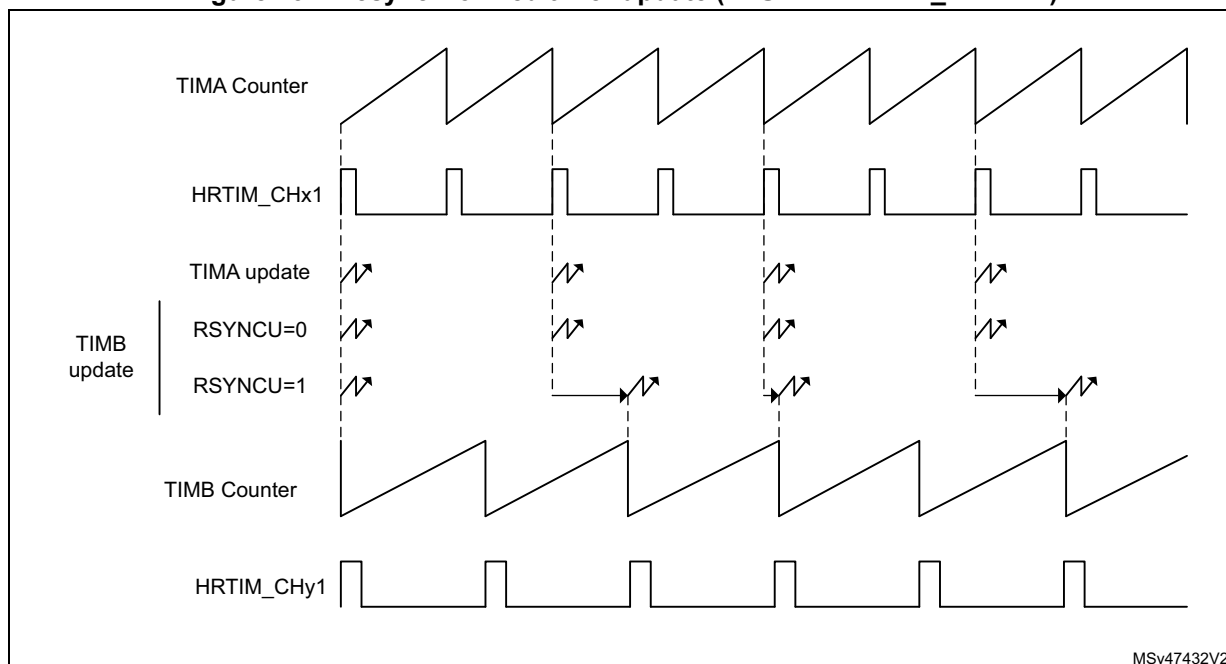 TIMA Counter
HRTIM_CHx1
TIMA update
TIMB
update
RSYNCU=0
RSYNCU=1
TIMB Counter
HRTIM_CHy1
MSv47432V2